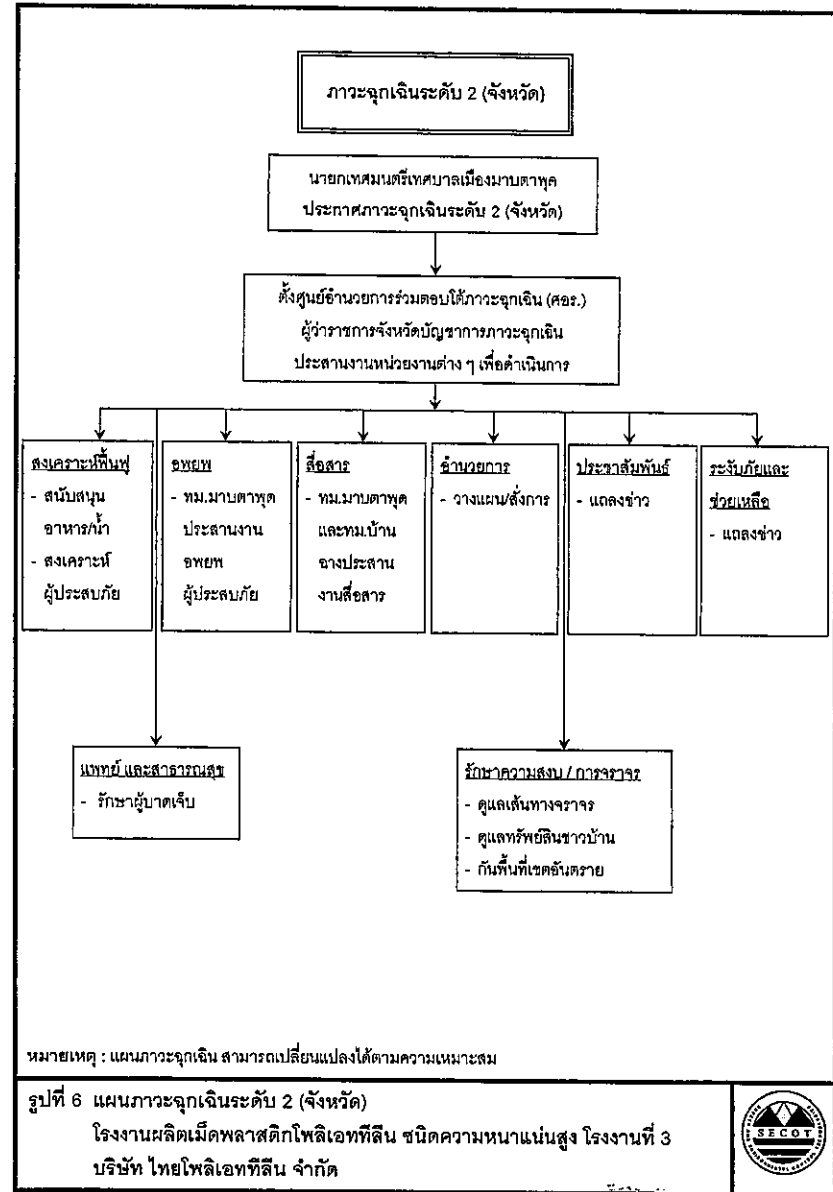 ภาวะฉุกเฉินระดับ 2 (จังหวัด)
นายกเทศมนตรีเทศบาลเมืองมาบตาพุด
ประกาศภาวะฉุกเฉินระดับ 2 (จังหวัด)
ตั้งศูนย์อำนวยการร่วมตอบโต้ภาวะฉุกเฉิน (ศอร.)
ผู้ว่าราชการจังหวัดบัญชาการภาวะฉุกเฉิน
ประสานงานหน่วยงานต่าง ๆ เพื่อดำเนินการ
สงเคราะห์ฟื้นฟู
- สนับสนุน
อาหาร/น้ำ
- สงเคราะห์
ผู้ประสบภัย
อพยพ
- ทม.มาบตาพุด
ประสานงาน
อพยพ
ผู้ประสบภัย
สื่อสาร
- ทม.มาบตาพุด
และทม.บ้าน
ฉางประสาน
งานสื่อสาร
อำนวยการ
- วางแผน/สั่งการ
ประชาสัมพันธ์
- แถลงข่าว
ระงับภัยและ
ช่วยเหลือ
- แถลงข่าว
แพทย์ และสาธารณสุข
- รักษาผู้บาดเจ็บ
รักษาความสงบ / การจราจร
- ดูแลเส้นทางจราจร
- ดูแลทรัพย์สินชาวบ้าน
- กันพื้นที่เขตอันตราย
หมายเหตุ : แผนภาวะฉุกเฉิน สามารถเปลี่ยนแปลงได้ตามความเหมาะสม
รูปที่ 6 แผนภาวะฉุกเฉินระดับ 2 (จังหวัด)
โรงงานผลิตเม็ดพลาสติกโพลิเอททีลีน ชนิดความหนาแน่นสูง โรงงานที่ 3
บริษัท ไทยโพลิเอททีลีน จำกัด
SECOT